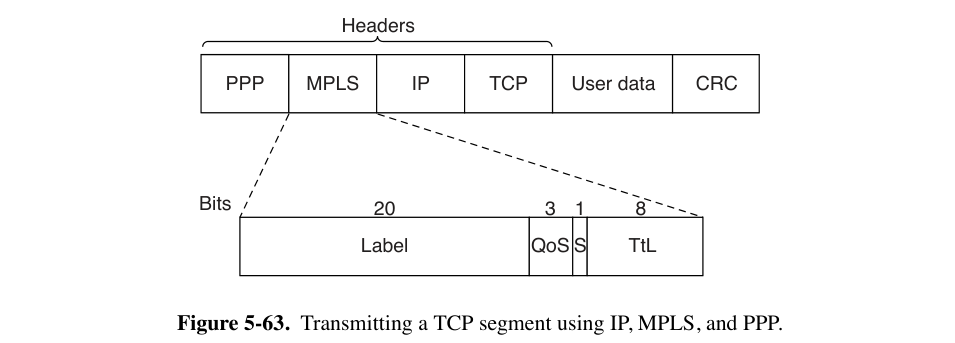 Headers
PPP MPLS IP TCP User data CRC
Bits 20 3 1 8
Label QoS S TtL
Figure 5-63. Transmitting a TCP segment using IP, MPLS, and PPP.